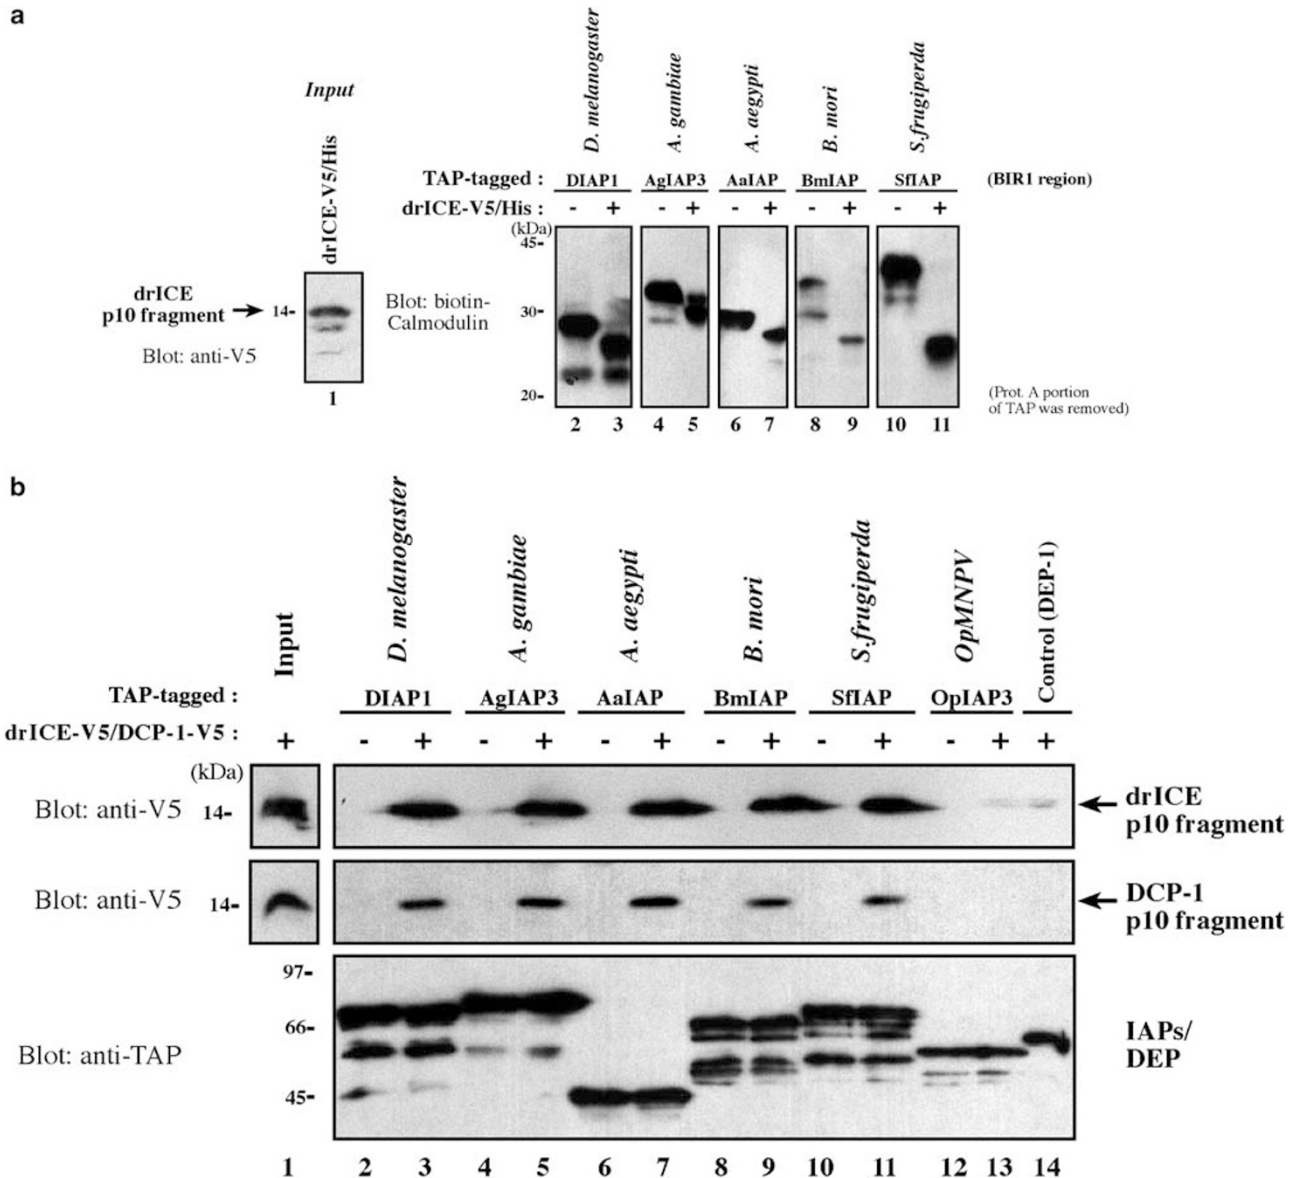 a
Input
drICE-V5/His
drICE
p10 fragment
14-
Blot: anti-V5
1
D. melanogaster
A. gambiae
A. aegypti
B. mori
S.frugiperda
TAP-tagged : DIAP1 AgIAP3 AaIAP BmIAP SfIAP (BIR1 region)
drICE-V5/His : - + - + - + - + - +
(kDa)
45-
Blot: biotin-
Calmodulin
30-
20-
(Prot. A portion
of TAP was removed)
2 3 4 5 6 7 8 9 10 11
b
Input
D. melanogaster
A. gambiae
A. aegypti
B. mori
S.frugiperda
OpMNPV
Control (DEP-1)
TAP-tagged : DIAP1 AgIAP3 AaIAP BmIAP SfIAP OpIAP3
drICE-V5/DCP-1-V5 : + - + - + - + - + - + - + +
(kDa)
Blot: anti-V5 14-
drICE
p10 fragment
Blot: anti-V5 14-
DCP-1
p10 fragment
97-
66-
Blot: anti-TAP
45-
IAPs/
DEP
1 2 3 4 5 6 7 8 9 10 11 12 13 14